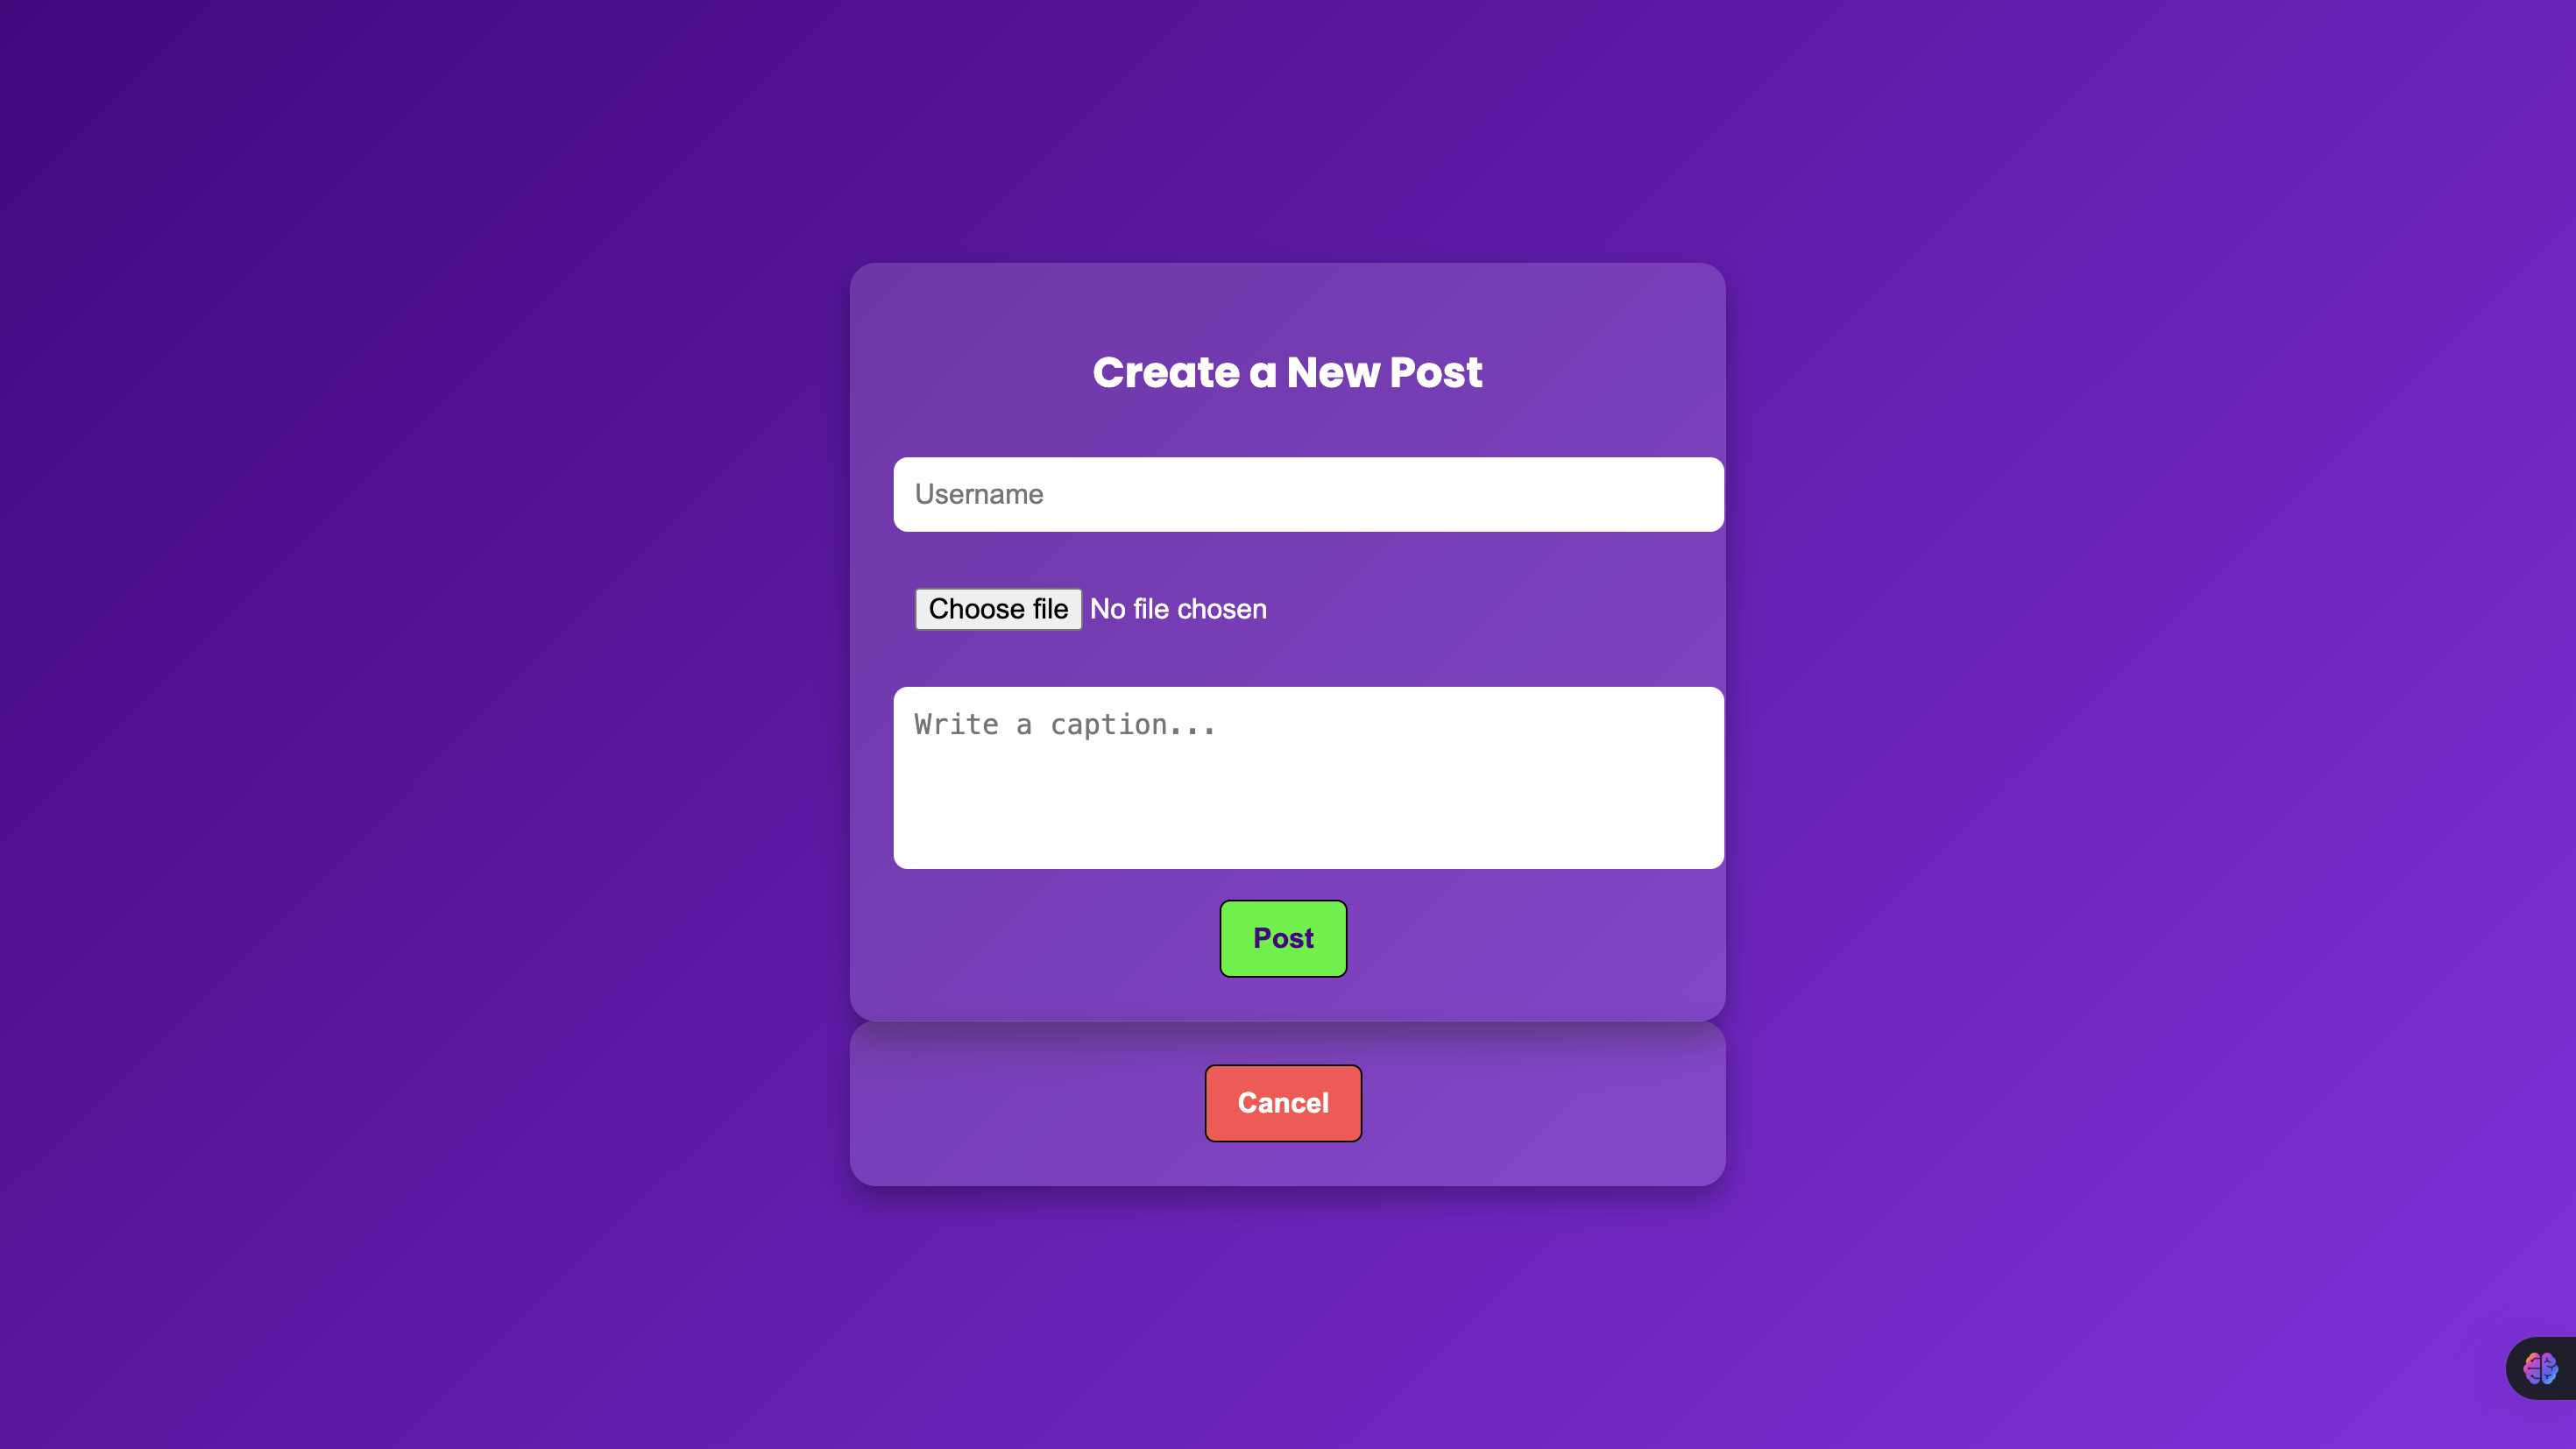 Create a New Post
Username
Choose file No file chosen
Write a caption...
Post
Cancel